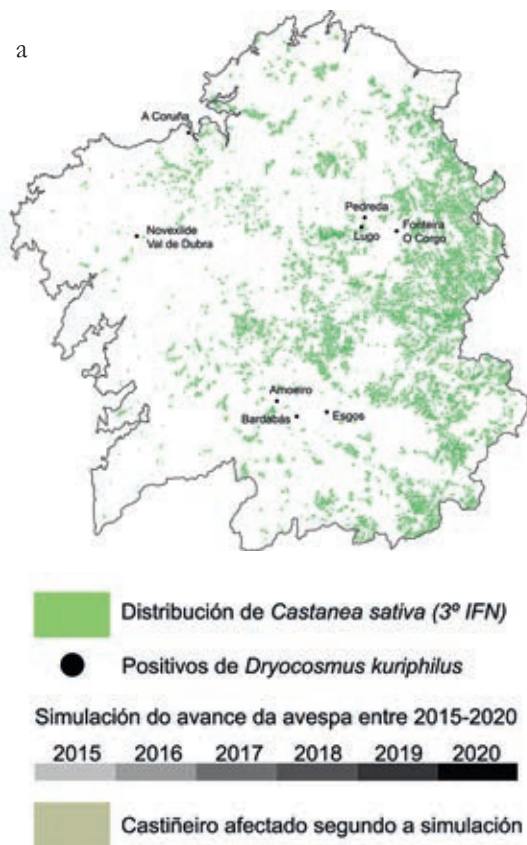 a
A Coruña
Pedreda
Lugo
Fonteira
O Corgo
Novexilde
Val de Dubra
Amoeiro
Bardabás
Esgos
Distribución de Castanea sativa (3º IFN)
Positivos de Dryocosmus kuriphilus
Simulación do avance da avespa entre 2015-2020
2015 2016 2017 2018 2019 2020
Castiñeiro afectado segundo a simulación